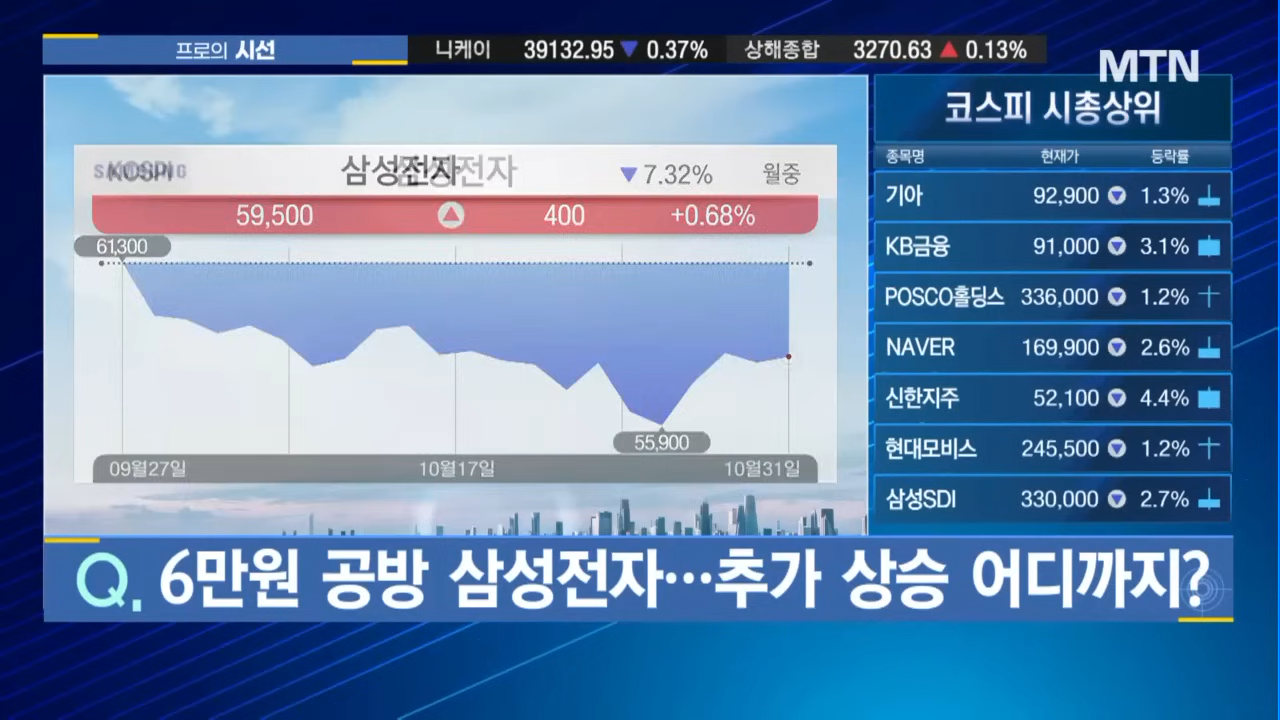 프로의 시선
니케이 39132.95 ▼ 0.37% 상해종합 3270.63 ▲ 0.13%
MTN
코스피 시총상위
종목명 현재가 등락률
기아 92,900 ▼ 1.3%
KB금융 91,000 ▼ 3.1%
POSCO홀딩스 336,000 ▼ 1.2%
NAVER 169,900 ▼ 2.6%
신한지주 52,100 ▼ 4.4%
현대모비스 245,500 ▼ 1.2%
삼성SDI 330,000 ▼ 2.7%
KOSPI 삼성전자 ▼ 7.32% 월중
59,500 ▲ 400 +0.68%
61,300
55,900
09월27일 10월17일 10월31일
Q. 6만원 공방 삼성전자…추가 상승 어디까지?